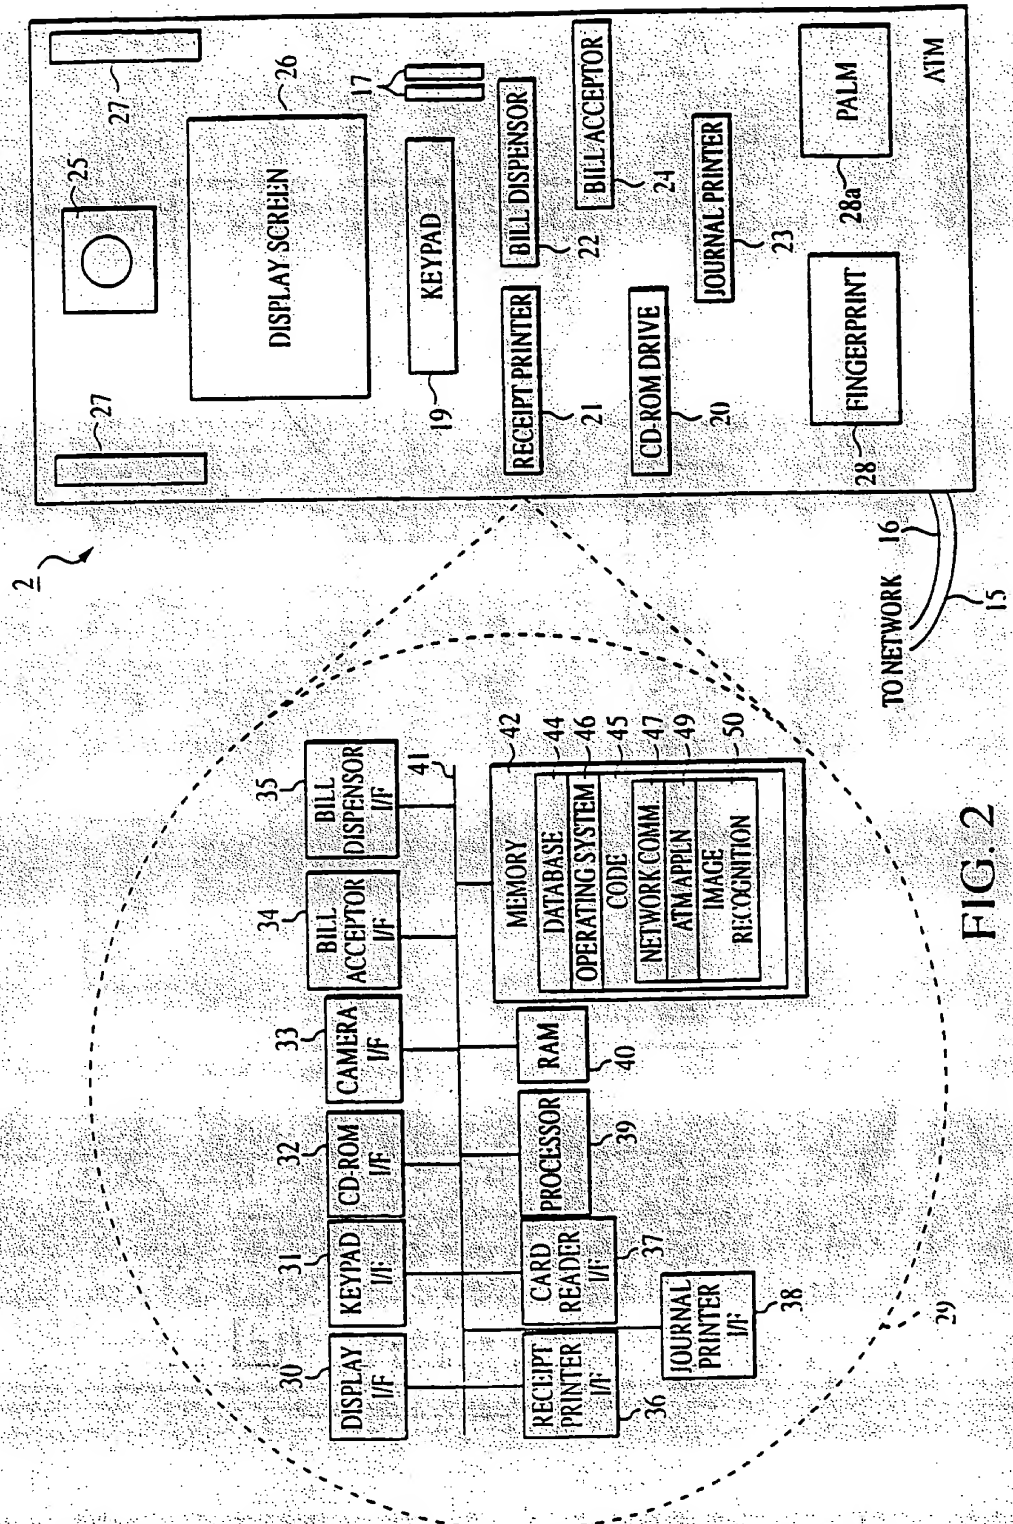 2
27
27
25
26
DISPLAY SCREEN
17
KEYPAD
19
RECEIPT PRINTER
21
BILL DISPENSOR
22
BILL ACCEPTOR
24
CD-ROM DRIVE
20
JOURNAL PRINTER
23
FINGERPRINT
28
PALM
28a
ATM
TO NETWORK
16
15
30
DISPLAY
I/F
31
KEYPAD
I/F
32
CD-ROM
I/F
33
CAMERA
I/F
34
BILL
ACCEPTOR
I/F
35
BILL
DISPENSOR
I/F
41
RECEIPT
PRINTER
I/F
36
CARD
READER
I/F
37
PROCESSOR
39
RAM
40
JOURNAL
PRINTER
I/F
38
MEMORY
42
DATABASE
44
OPERATING SYSTEM
46
CODE
45
NETWORK COMM
47
ATM APPLN
49
IMAGE
RECOGNITION
50
29
FIG. 2